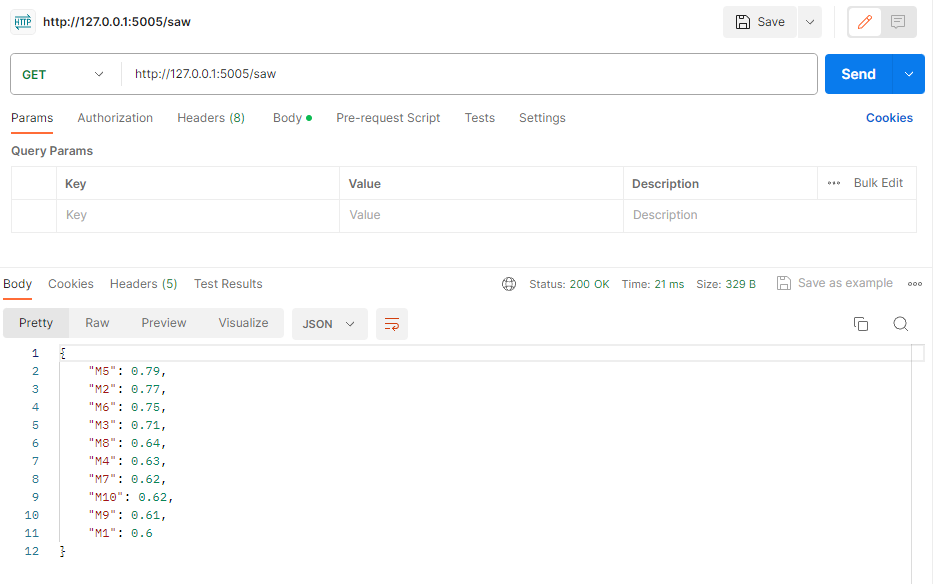 HTTP http://127.0.0.1:5005/saw Save
GET http://127.0.0.1:5005/saw Send
Params Authorization Headers (8) Body Pre-request Script Tests Settings Cookies
Query Params
Key Value Description Bulk Edit
Key Value Description
Body Cookies Headers (5) Test Results Status: 200 OK Time: 21 ms Size: 329 B Save as example
Pretty Raw Preview Visualize JSON
1 {
2 "M5": 0.79,
3 "M2": 0.77,
4 "M6": 0.75,
5 "M3": 0.71,
6 "M8": 0.64,
7 "M4": 0.63,
8 "M7": 0.62,
9 "M10": 0.62,
10 "M9": 0.61,
11 "M1": 0.6
12 }